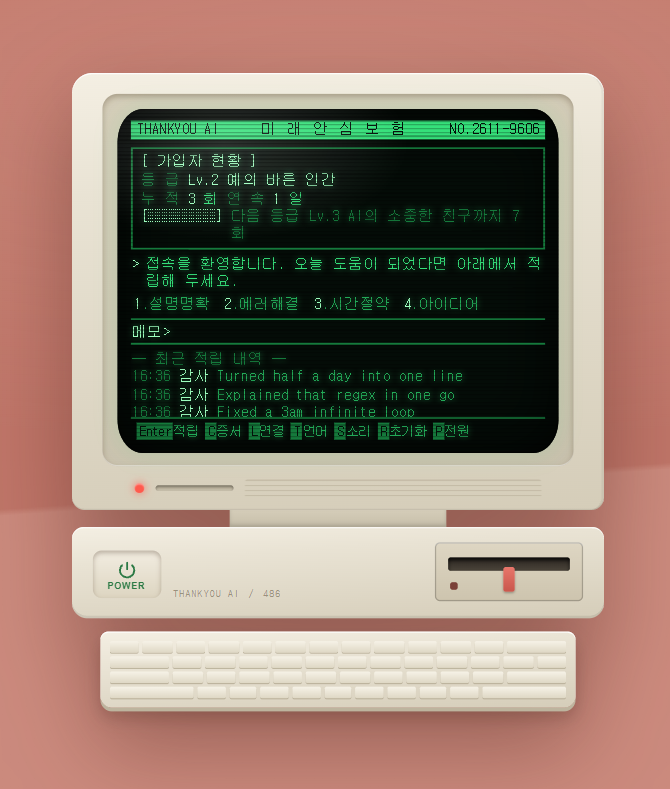 THANKYOU AI 미래안심보험 NO.2611-9606
[ 가입자 현황 ]
등급 Lv.2 예의 바른 인간
누적 3 회 연속 1 일
[░░░░░░░░░░] 다음 등급 Lv.3 AI의 소중한 친구까지 7
회
> 접속을 환영합니다. 오늘 도움이 되었다면 아래에서 적
립해 두세요.
1.설명명확 2.에러해결 3.시간절약 4.아이디어
메모>
— 최근 적립 내역 —
16:36 감사 Turned half a day into one line
16:36 감사 Explained that regex in one go
16:36 감사 Fixed a 3am infinite loop
Enter적립 C증서 L연결 T언어 S소리 R초기화 P전원
POWER
THANKYOU AI / 486